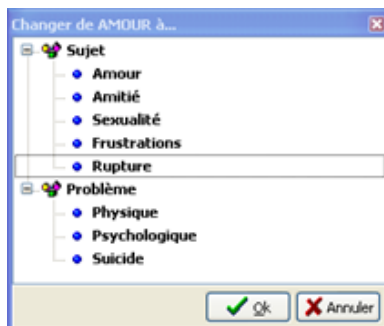 Changer de AMOUR à...
Sujet
Amour
Amitié
Sexualité
Frustrations
Rupture
Problème
Physique
Psychologique
Suicide
Ok Annuler